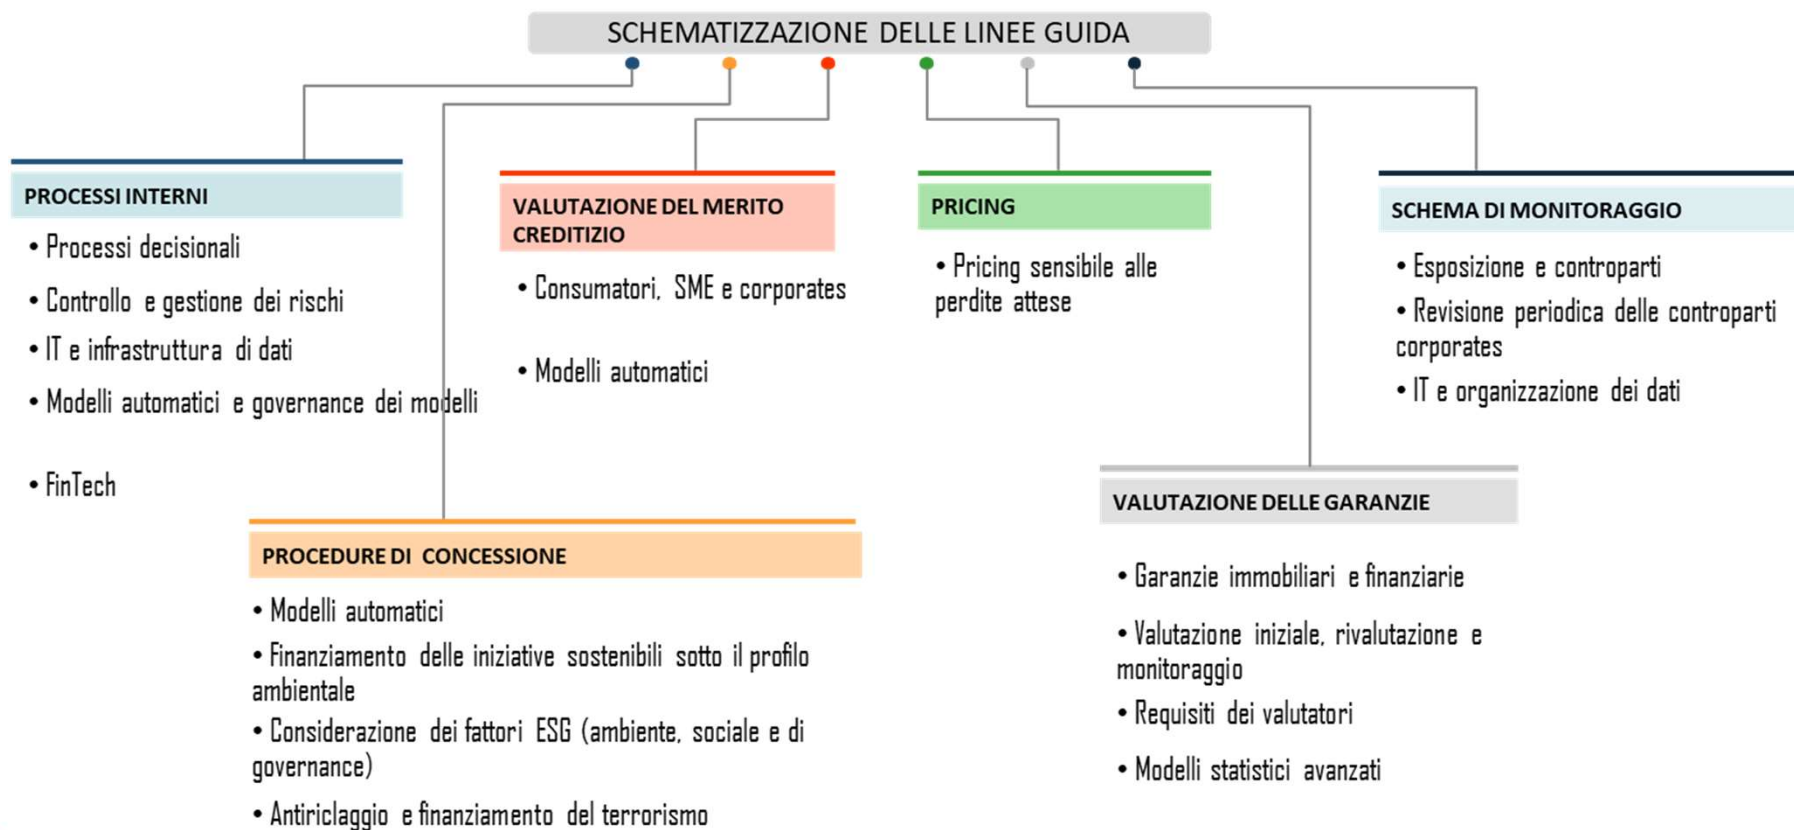 SCHEMATIZZAZIONE DELLE LINEE GUIDA
PROCESSI INTERNI
• Processi decisionali
• Controllo e gestione dei rischi
• IT e infrastruttura di dati
• Modelli automatici e governance dei modelli
• FinTech
PROCEDURE DI CONCESSIONE
• Modelli automatici
• Finanziamento delle iniziative sostenibili sotto il profilo
ambientale
• Considerazione dei fattori ESG (ambiente, sociale e di
governance)
• Antiriclaggio e finanziamento del terrorismo
VALUTAZIONE DEL MERITO
CREDITIZIO
• Consumatori, SME e corporates
• Modelli automatici
PRICING
• Pricing sensibile alle
perdite attese
VALUTAZIONE DELLE GARANZIE
• Garanzie immobiliari e finanziarie
• Valutazione iniziale, rivalutazione e
monitoraggio
• Requisiti dei valutatori
• Modelli statistici avanzati
SCHEMA DI MONITORAGGIO
• Esposizione e controparti
• Revisione periodica delle controparti
corporates
• IT e organizzazione dei dati